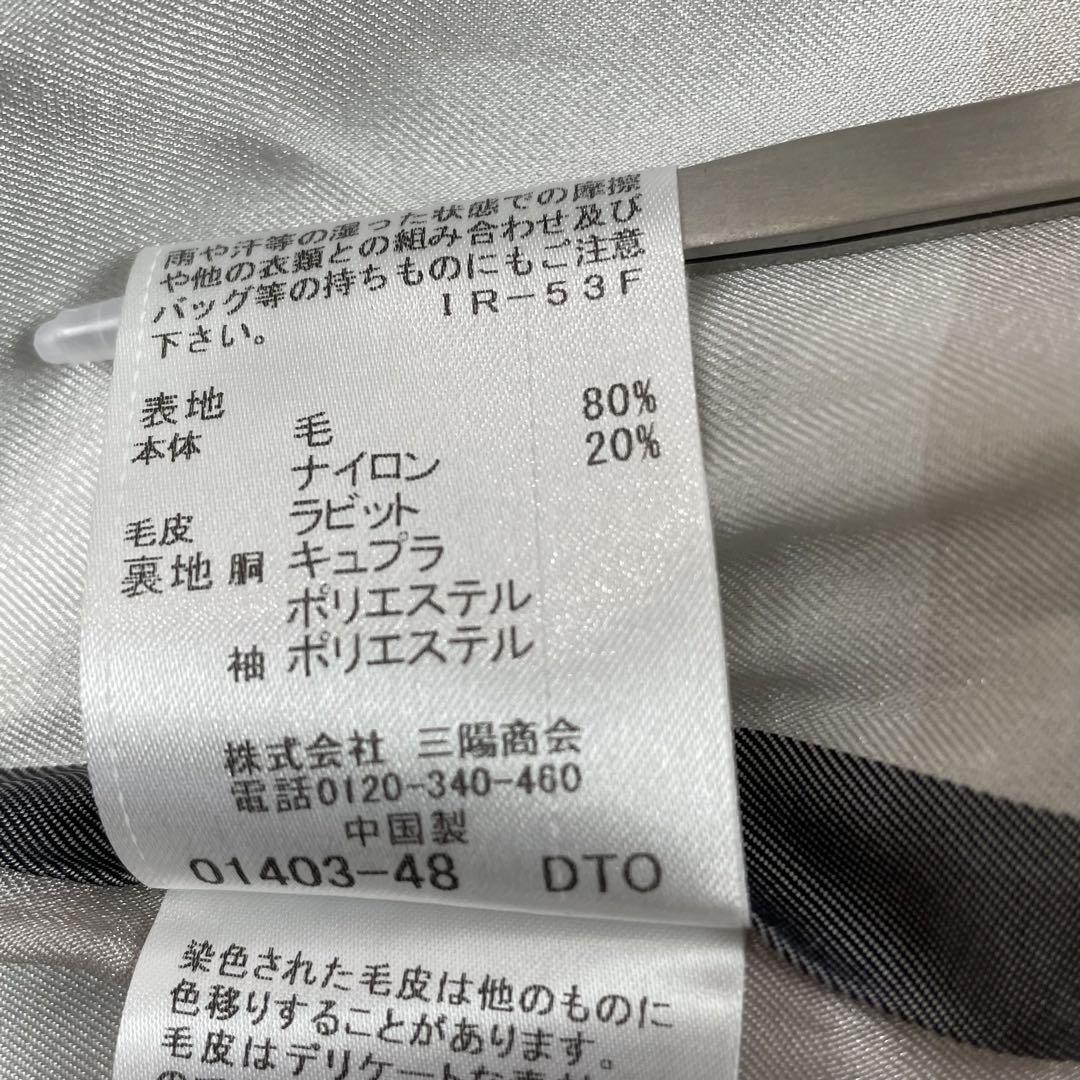 雨や汗等の湿った状態での摩擦
や他の衣類との組み合わせ及び
バッグ等の持ちものにもご注意
下さい。 IR-53F
表地
本体 毛 80%
ナイロン 20%
毛皮 ラビット
裏地 胴 キュプラ
ポリエステル
袖 ポリエステル
株式会社 三陽商会
電話0120-340-460
中国製
01403-48 DTO
染色された毛皮は他のものに
色移りすることがあります。
毛皮はデリケートな素材